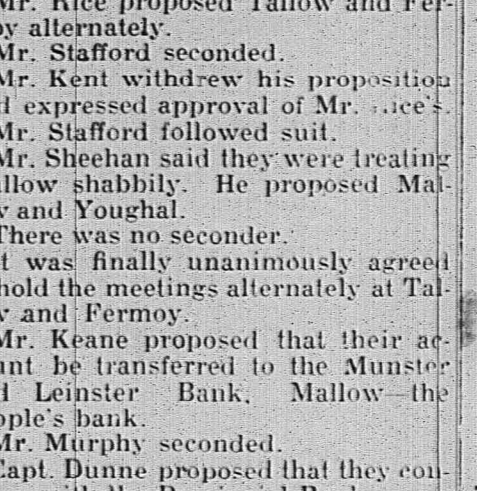 Mr. Rice proposed Tallow and Fer-
oy alternately.
Mr. Stafford seconded.
Mr. Kent withdrew his proposition
d expressed approval of Mr. ..ice's.
Mr. Stafford followed suit.
Mr. Sheehan said they were treating
allow shabbily. He proposed Mal-
w and Youghal.
There was no seconder.
t was finally unanimously agreed
hold the meetings alternately at Tal-
w and Fermoy.
Mr. Keane proposed that their ac-
unt be transferred to the Munster
d Leinster Bank, Mallow—the
ople's bank.
Mr. Murphy seconded.
Capt. Dunne proposed that they con-